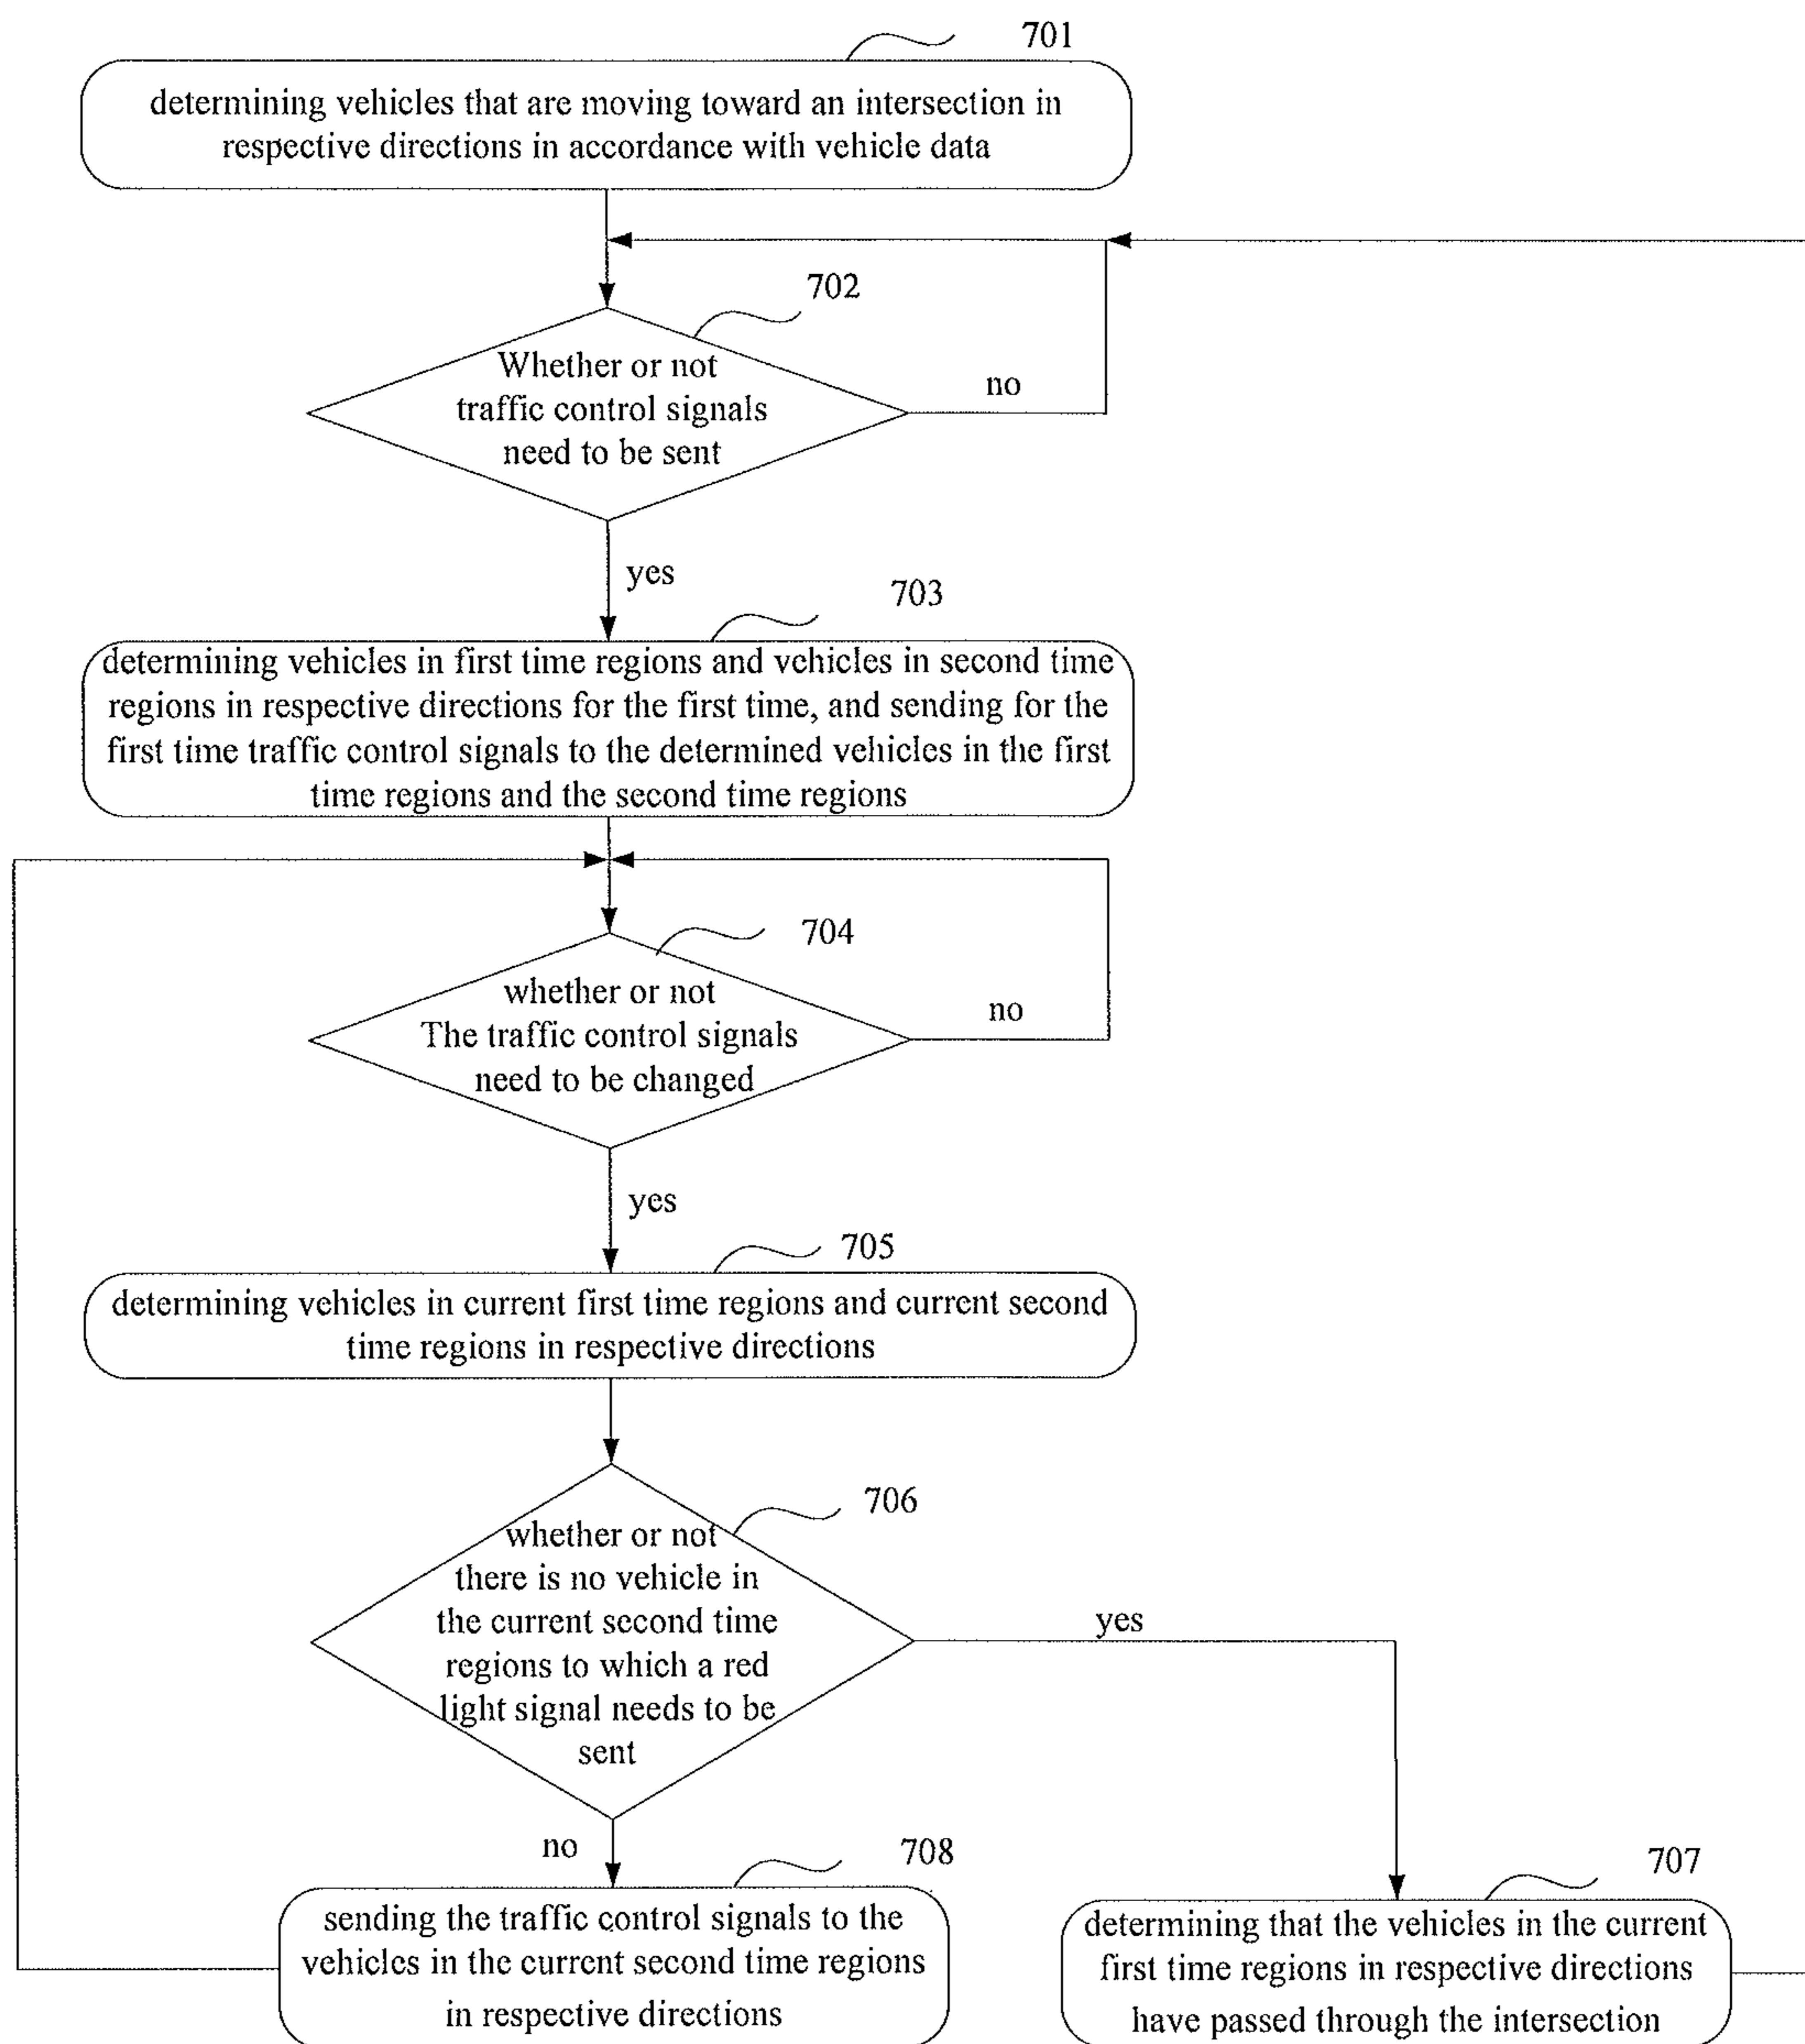 701
determining vehicles that are moving toward an intersection in
respective directions in accordance with vehicle data
702
Whether or not
traffic control signals
need to be sent
no
yes
703
determining vehicles in first time regions and vehicles in second time
regions in respective directions for the first time, and sending for the
first time traffic control signals to the determined vehicles in the first
time regions and the second time regions
704
whether or not
The traffic control signals
need to be changed
no
yes
705
determining vehicles in current first time regions and current second
time regions in respective directions
706
whether or not
there is no vehicle in
the current second time
regions to which a red
light signal needs to be
sent
yes
no
708
sending the traffic control signals to the
vehicles in the current second time regions
in respective directions
707
determining that the vehicles in the current
first time regions in respective directions
have passed through the intersection